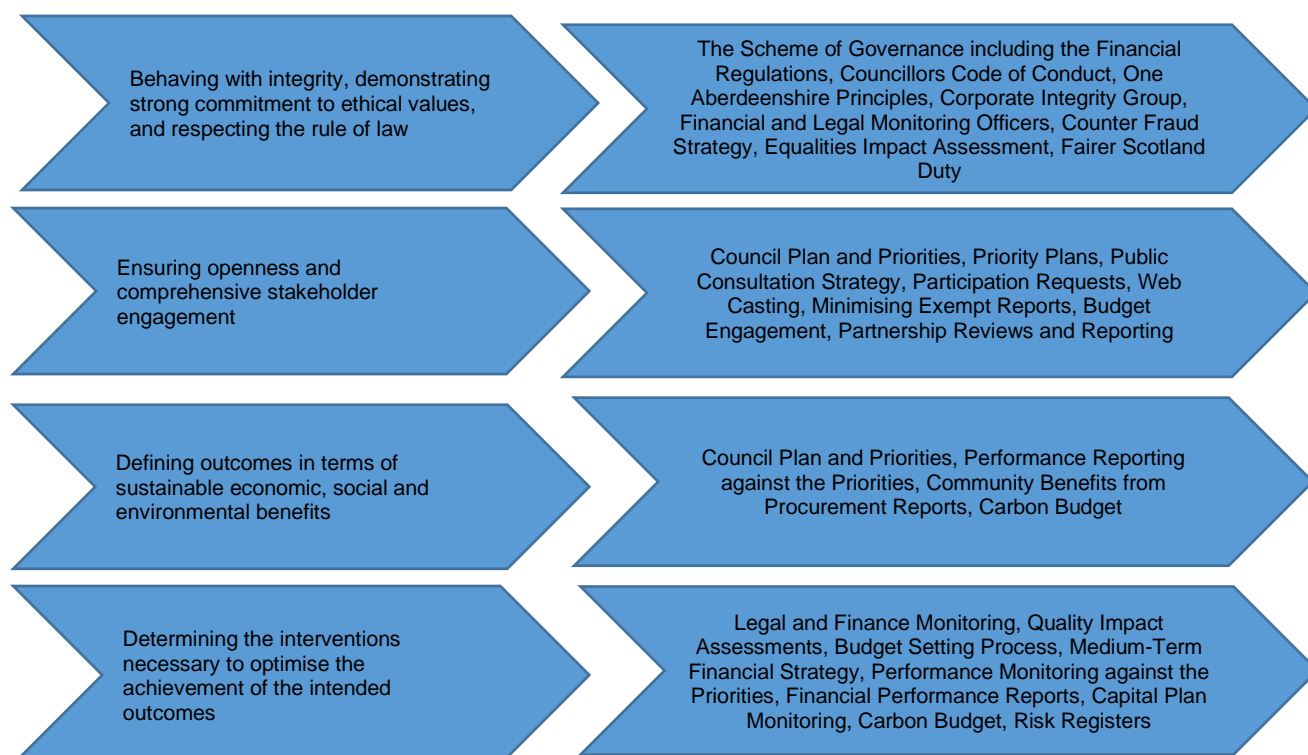 Behaving with integrity, demonstrating
strong commitment to ethical values,
and respecting the rule of law
The Scheme of Governance including the Financial
Regulations, Councillors Code of Conduct, One
Aberdeenshire Principles, Corporate Integrity Group,
Financial and Legal Monitoring Officers, Counter Fraud
Strategy, Equalities Impact Assessment, Fairer Scotland
Duty
Ensuring openness and
comprehensive stakeholder
engagement
Council Plan and Priorities, Priority Plans, Public
Consultation Strategy, Participation Requests, Web
Casting, Minimising Exempt Reports, Budget
Engagement, Partnership Reviews and Reporting
Defining outcomes in terms of
sustainable economic, social and
environmental benefits
Council Plan and Priorities, Performance Reporting
against the Priorities, Community Benefits from
Procurement Reports, Carbon Budget
Determining the interventions
necessary to optimise the
achievement of the intended
outcomes
Legal and Finance Monitoring, Quality Impact
Assessments, Budget Setting Process, Medium-Term
Financial Strategy, Performance Monitoring against the
Priorities, Financial Performance Reports, Capital Plan
Monitoring, Carbon Budget, Risk Registers